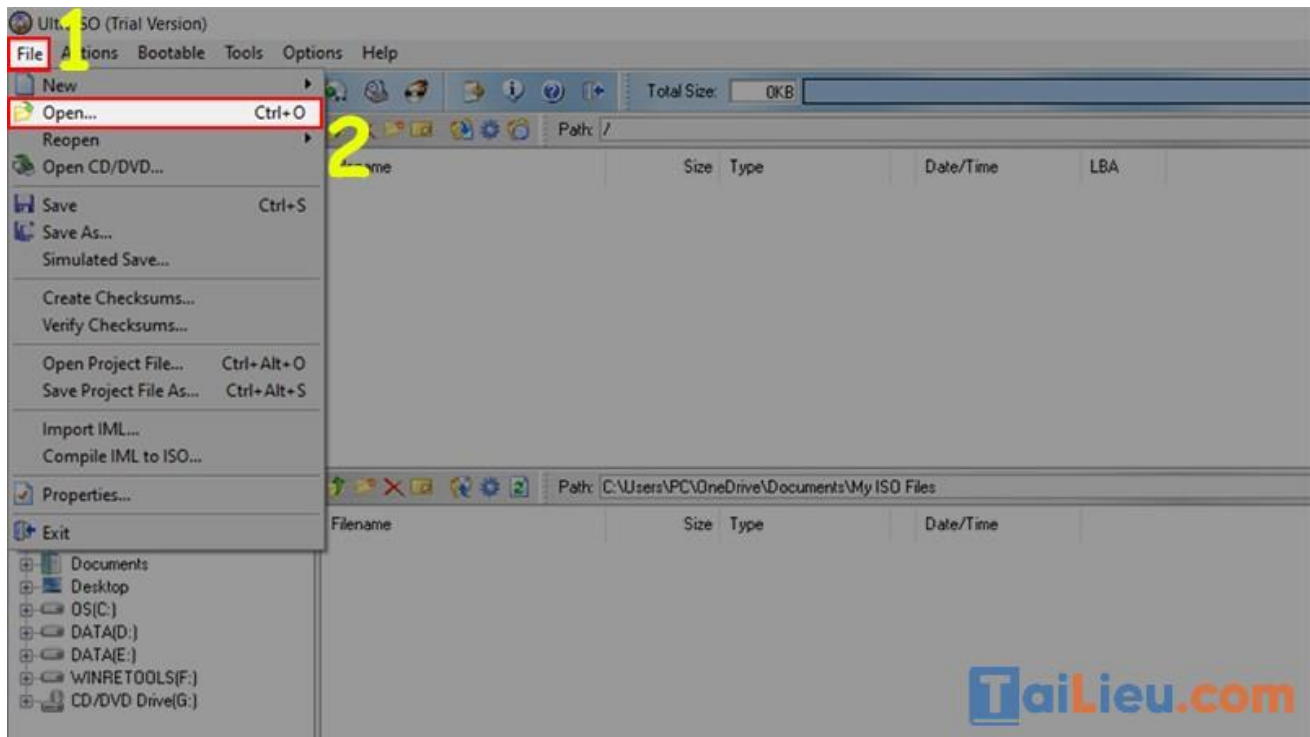 UltraISO (Trial Version)
1
File Actions Bootable Tools Options Help
New
Total Size: 0KB
Open... Ctrl+O
2
Path: /
Reopen
Open CD/DVD...
Size Type Date/Time LBA
Save Ctrl+S
Save As...
Simulated Save...
Create Checksums...
Verify Checksums...
Open Project File... Ctrl+Alt+O
Save Project File As... Ctrl+Alt+S
Import IML...
Compile IML to ISO...
Properties...
Path: C:\Users\PC\OneDrive\Documents\My ISO Files
Exit
Filename Size Type Date/Time
Documents
Desktop
OS(C:)
DATA(D:)
DATA(E:)
WINRETOOLS(F:)
CD/DVD Drive(G:)
TaiLieu.com